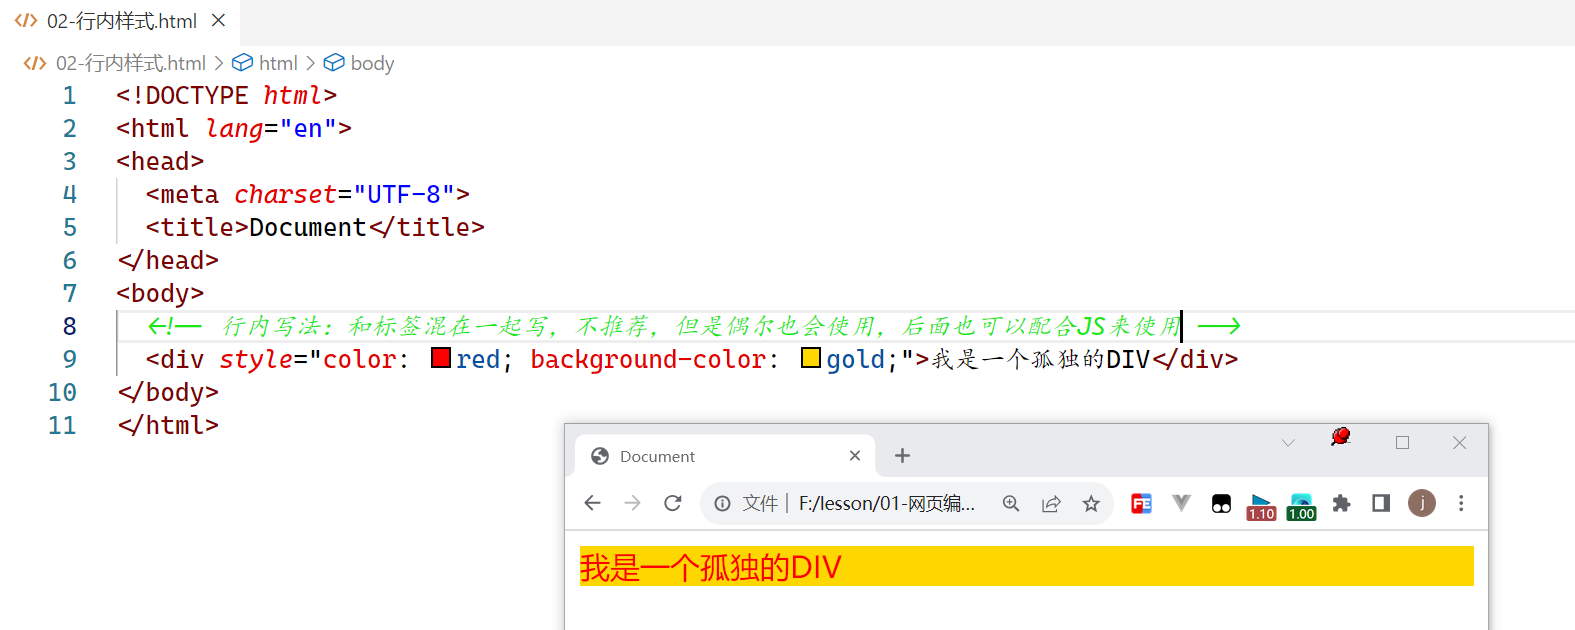 02-行内样式.html
02-行内样式.html > html > body
1 <!DOCTYPE html>
2 <html lang="en">
3 <head>
4 <meta charset="UTF-8">
5 <title>Document</title>
6 </head>
7 <body>
8 <!-- 行内写法：和标签混在一起写，不推荐，但是偶尔也会使用，后面也可以配合JS来使用 -->
9 <div style="color: red; background-color: gold;">我是一个孤独的DIV</div>
10 </body>
11 </html>
Document
文件 | F:/lesson/01-网页编... FE 1.10 1.00 j
我是一个孤独的DIV